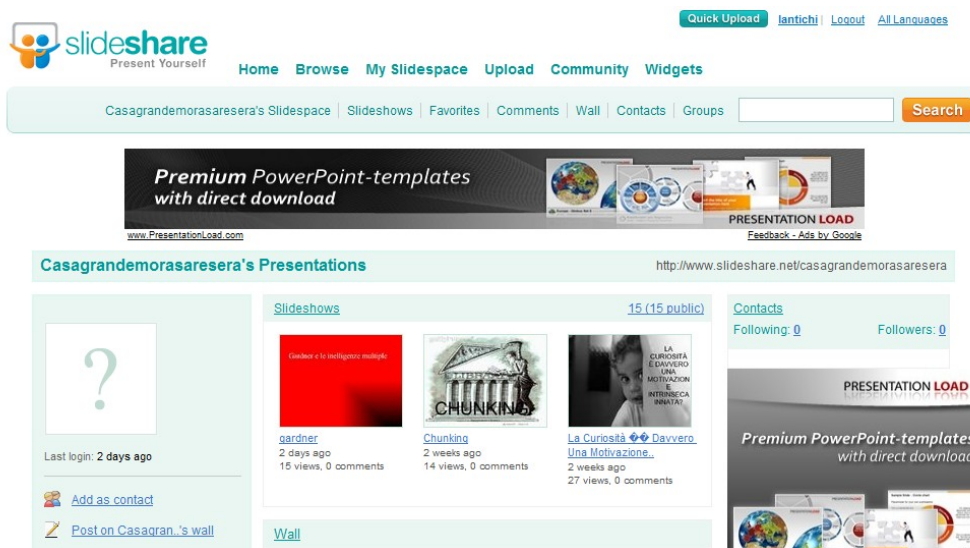 Quick Upload lantichi | Logout All Languages
slideshare
Present Yourself
Home Browse My Slidespace Upload Community Widgets
Casagrandemorasaresera's Slidespace | Slideshows | Favorites | Comments | Wall | Contacts | Groups Search
Premium PowerPoint-templates
with direct download
PRESENTATION LOAD
www.PresentationLoad.com Feedback - Ads by Google
Casagrandemorasaresera's Presentations http://www.slideshare.net/casagrandemorasaresera
?
Last login: 2 days ago
Add as contact
Post on Casagran..'s wall
Slideshows 15 (15 public)
Gardner e le intelligenze multiple
gardner
2 days ago
15 views, 0 comments
CHUNKING
Chunking
2 weeks ago
14 views, 0 comments
LA
CURIOSITÀ
È DAVVERO
UNA
MOTIVAZION
E
INTRINSECA
INNATA?
La Curiosità �� Davvero
Una Motivazione..
2 weeks ago
27 views, 0 comments
Wall
Contacts
Following: 0 Followers: 0
PRESENTATION LOAD
Premium PowerPoint-templates
with direct download